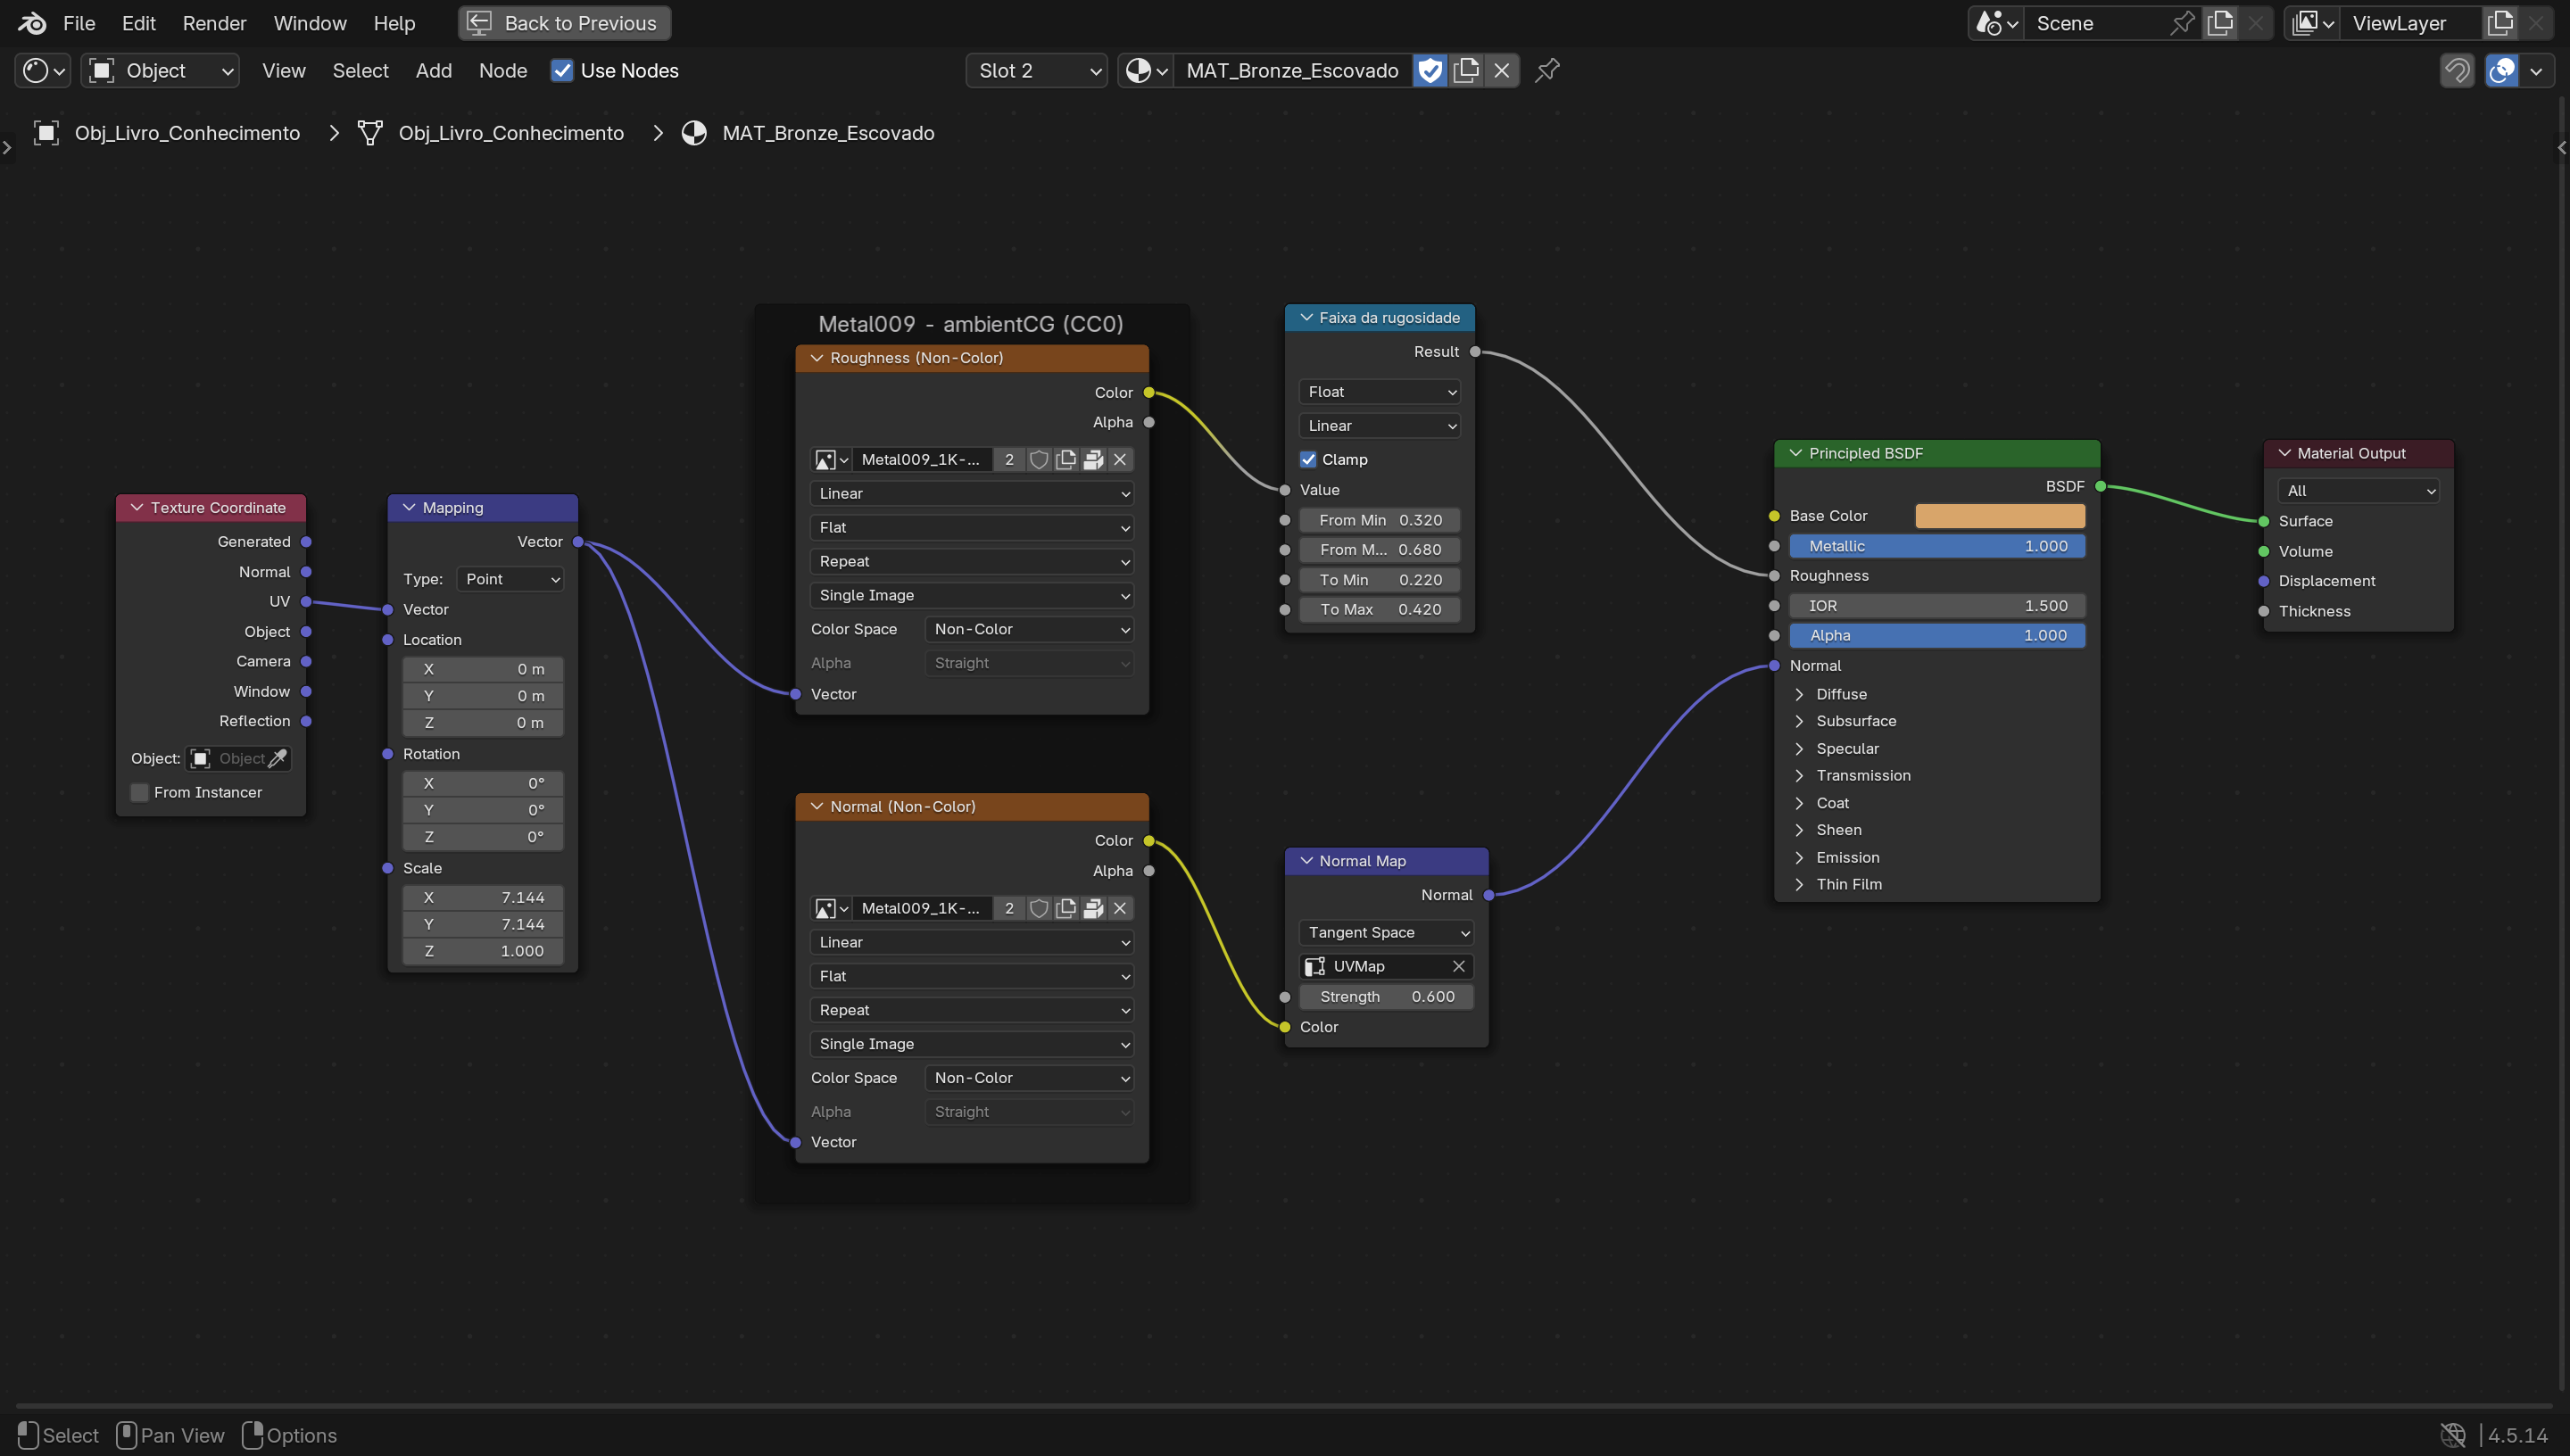 File Edit Render Window Help Back to Previous Scene ViewLayer
Object View Select Add Node Use Nodes Slot 2 MAT_Bronze_Escovado
Obj_Livro_Conhecimento > Obj_Livro_Conhecimento > MAT_Bronze_Escovado
Texture Coordinate
Generated
Normal
UV
Object
Camera
Window
Reflection
Object: Object
From Instancer
Mapping
Vector
Type: Point
Vector
Location
X 0 m
Y 0 m
Z 0 m
Rotation
X 0°
Y 0°
Z 0°
Scale
X 7.144
Y 7.144
Z 1.000
Metal009 - ambientCG (CC0)
Roughness (Non-Color)
Color
Alpha
Metal009_1K-... 2
Linear
Flat
Repeat
Single Image
Color Space Non-Color
Alpha Straight
Vector
Normal (Non-Color)
Color
Alpha
Metal009_1K-... 2
Linear
Flat
Repeat
Single Image
Color Space Non-Color
Alpha Straight
Vector
Faixa da rugosidade
Result
Float
Linear
Clamp
Value
From Min 0.320
From M... 0.680
To Min 0.220
To Max 0.420
Normal Map
Normal
Tangent Space
UVMap
Strength 0.600
Color
Principled BSDF
BSDF
Base Color
Metallic 1.000
Roughness
IOR 1.500
Alpha 1.000
Normal
Diffuse
Subsurface
Specular
Transmission
Coat
Sheen
Emission
Thin Film
Material Output
All
Surface
Volume
Displacement
Thickness
Select Pan View Options 4.5.14